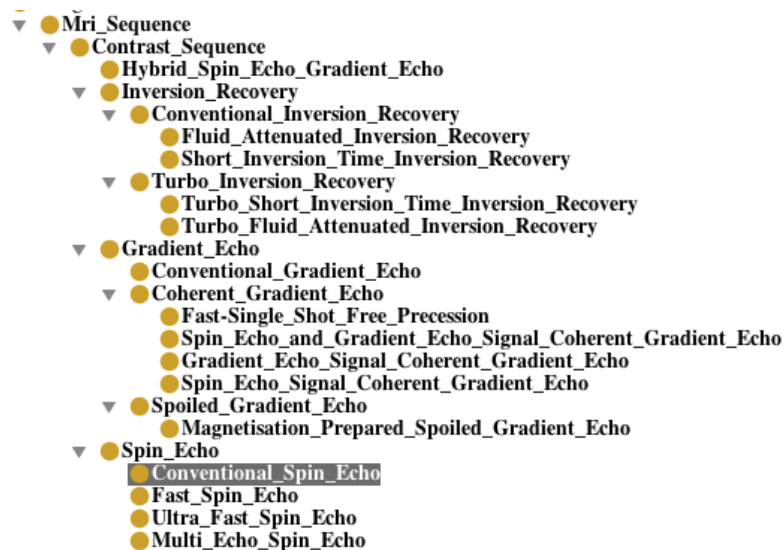 Mri_Sequence
Contrast_Sequence
Hybrid_Spin_Echo_Gradient_Echo
Inversion_Recovery
Conventional_Inversion_Recovery
Fluid_Attenuated_Inversion_Recovery
Short_Inversion_Time_Inversion_Recovery
Turbo_Inversion_Recovery
Turbo_Short_Inversion_Time_Inversion_Recovery
Turbo_Fluid_Attenuated_Inversion_Recovery
Gradient_Echo
Conventional_Gradient_Echo
Coherent_Gradient_Echo
Fast-Single_Shot_Free_Precession
Spin_Echo_and_Gradient_Echo_Signal_Coherent_Gradient_Echo
Gradient_Echo_Signal_Coherent_Gradient_Echo
Spin_Echo_Signal_Coherent_Gradient_Echo
Spoiled_Gradient_Echo
Magnetisation_Prepared_Spoiled_Gradient_Echo
Spin_Echo
Conventional_Spin_Echo
Fast_Spin_Echo
Ultra_Fast_Spin_Echo
Multi_Echo_Spin_Echo